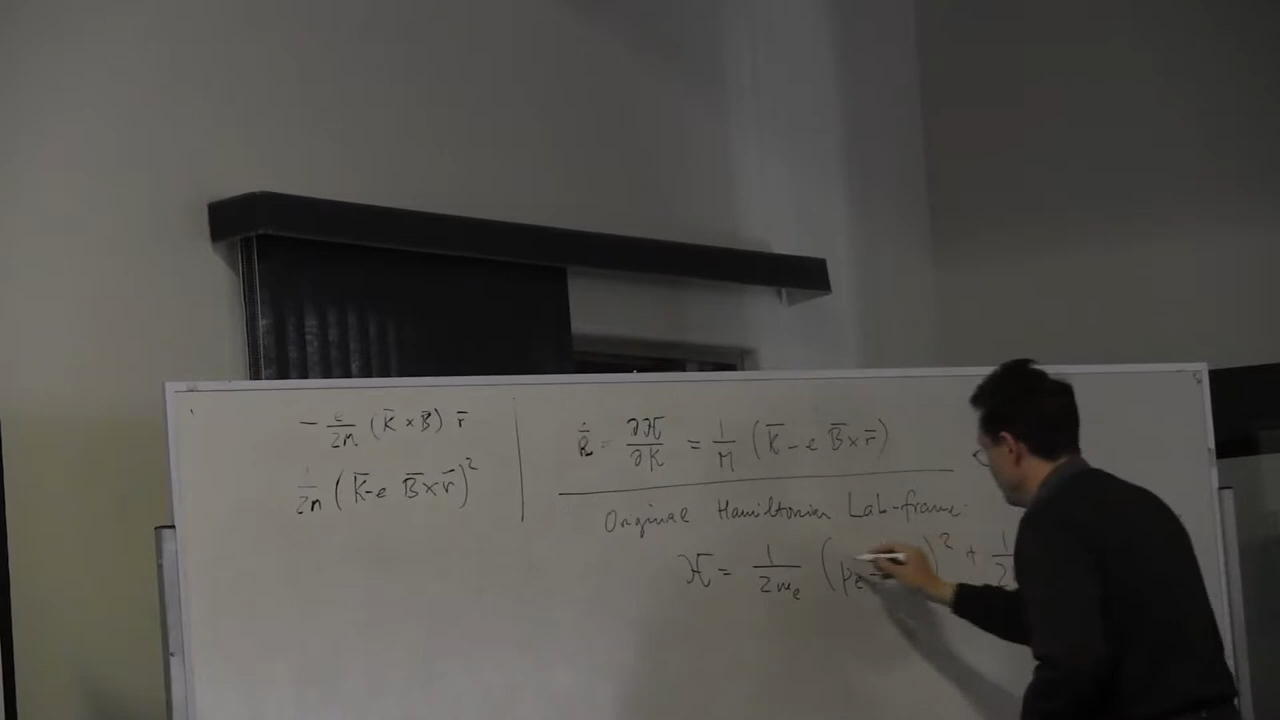 - e/2M (K̄ × B̄) r̄
1/2M (K̄ - e B̄ × r̄)²
Ṙ̄ = ∂ℋ/∂K = 1/M (K̄ - e B̄ × r̄)
Original Hamiltonian Lab-frame:
ℋ = 1/2mₑ (pₑ )² + 1/2